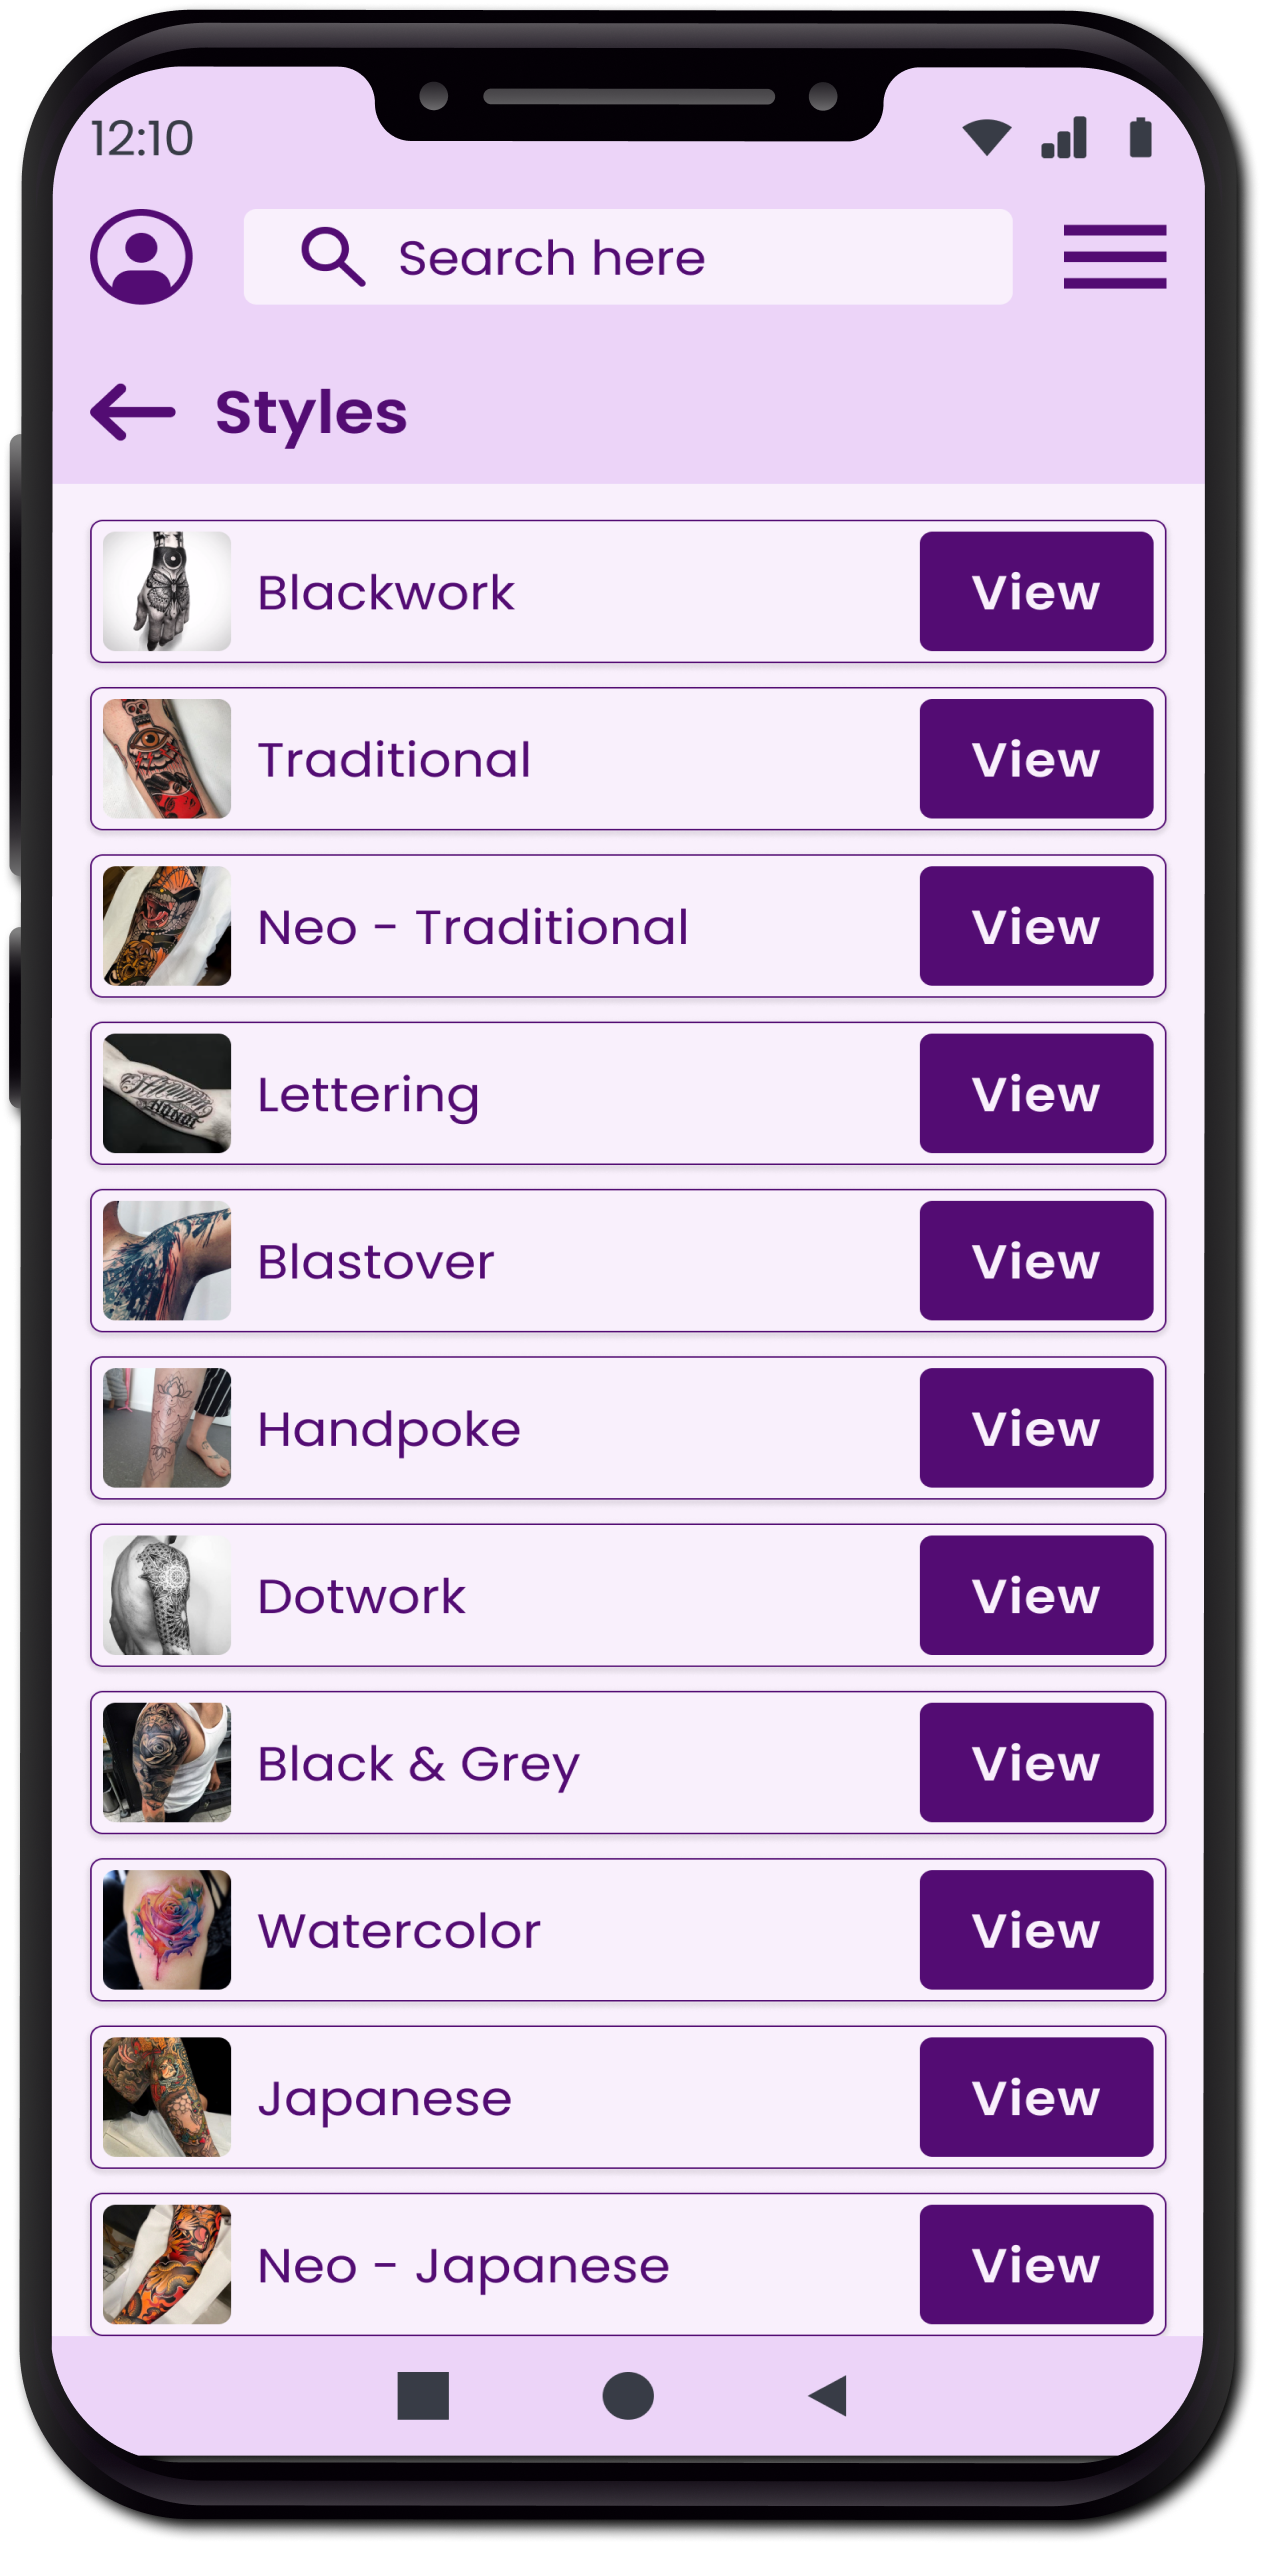 12:10
Search here
Styles
Blackwork
View
Traditional
View
Neo - Traditional
View
Lettering
View
Blastover
View
Handpoke
View
Dotwork
View
Black & Grey
View
Watercolor
View
Japanese
View
Neo - Japanese
View